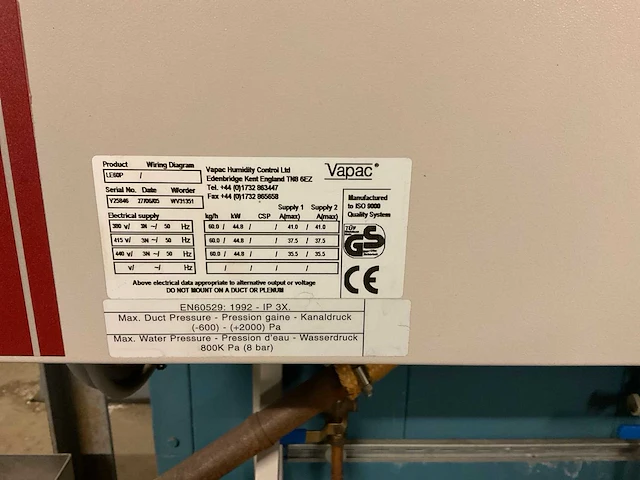 Product Wiring Diagram
LE60P /
Vapac Humidity Control Ltd
Edenbridge Kent England TN8 6EZ
Tel. +44 (0)1732 863447
Fax +44 (0)1732 865658
Vapac®
Serial No. Date W/order
V25846 27/06/05 WV31351
Manufactured
to ISO 9000
Quality System
Supply 1 Supply 2
Electrical supply kg/h kW CSP A(max) A(max)
380 v/ 3N ~/ 50 Hz 60.0 / 44.8 / / 41.0 / 41.0
415 v/ 3N ~/ 50 Hz 60.0 / 44.8 / / 37.5 / 37.5
440 v/ 3N ~/ 50 Hz 60.0 / 44.8 / / 35.5 / 35.5
v/ ~/ Hz / / / /
TÜV
GS
CE
Above electrical data appropriate to alternative output or voltage
DO NOT MOUNT ON A DUCT OR PLENUM
EN60529: 1992 - IP 3X.
Max. Duct Pressure - Pression gaine - Kanaldruck
(-600) - (+2000) Pa
Max. Water Pressure - Pression d'eau - Wasserdruck
800K Pa (8 bar)